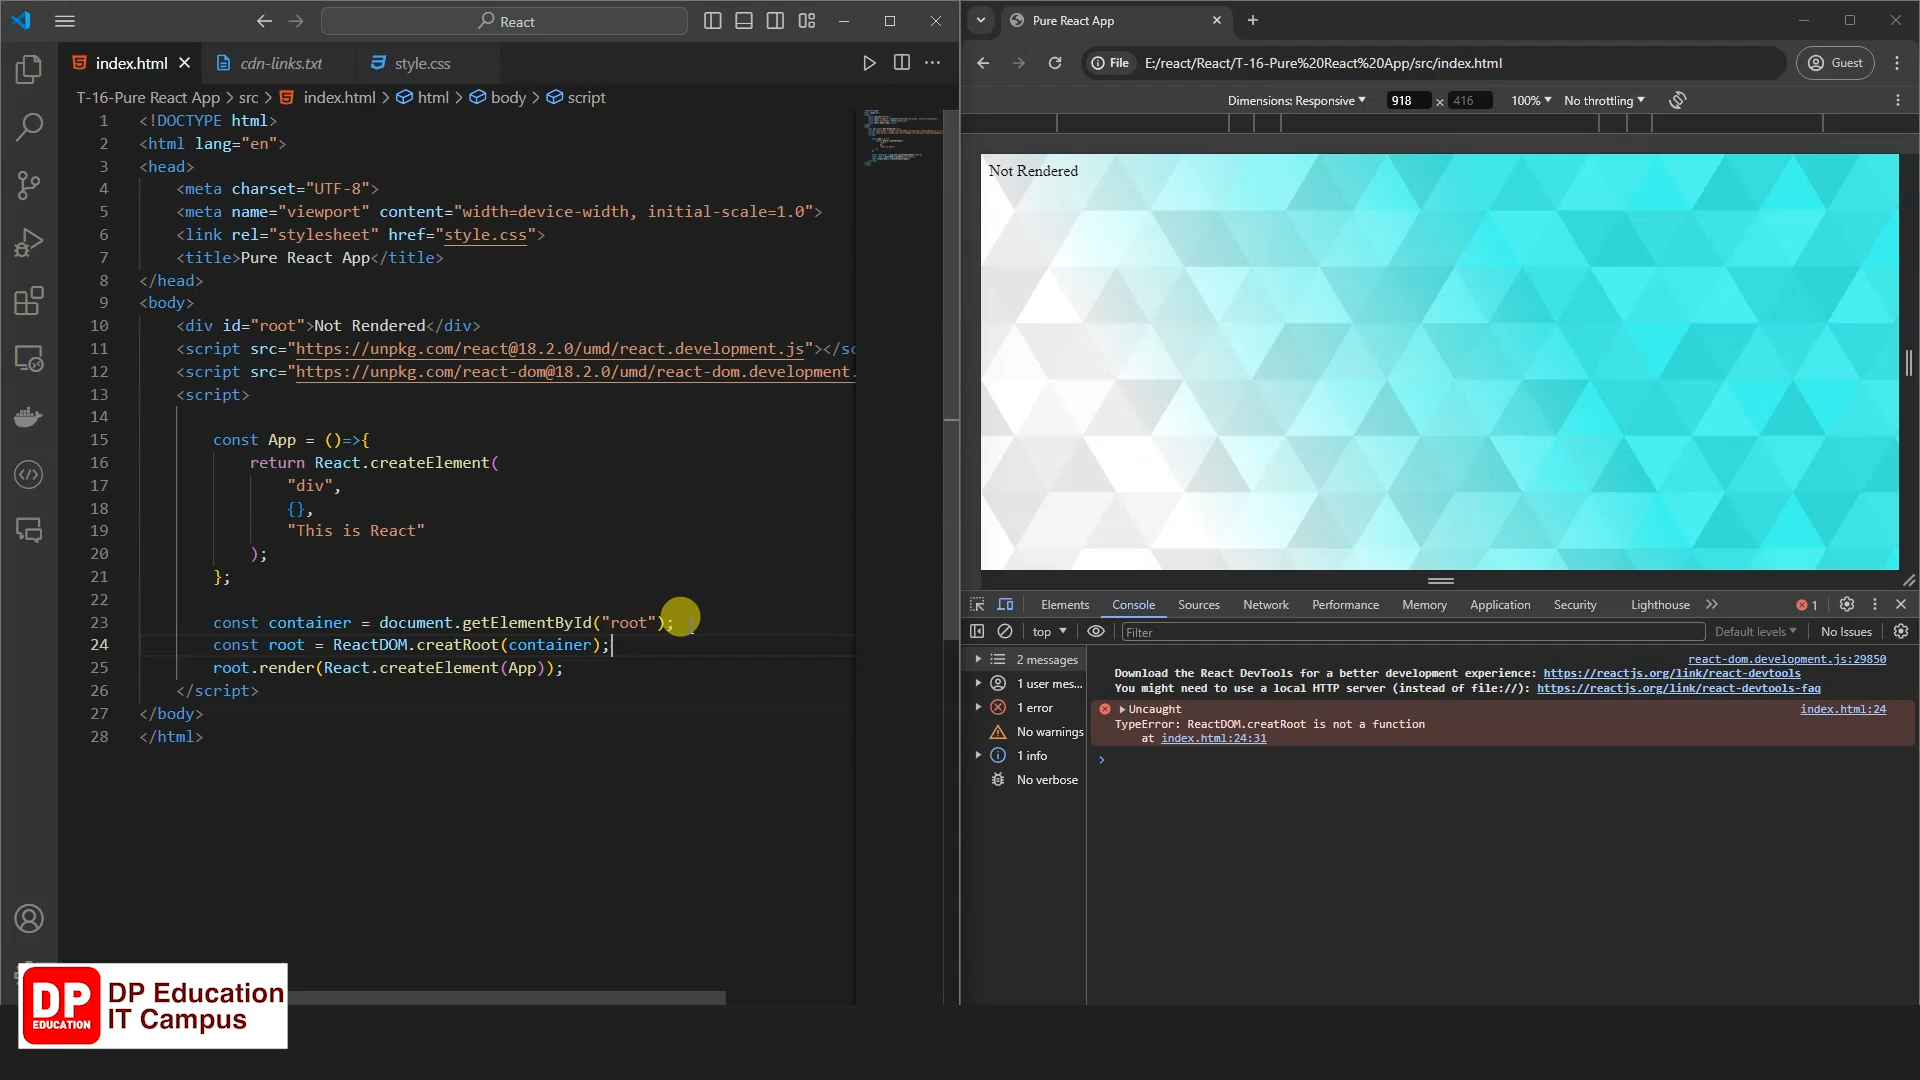 React
index.html
cdn-links.txt
style.css
T-16-Pure React App > src > index.html > html > body > script
1 <!DOCTYPE html>
2 <html lang="en">
3 <head>
4 <meta charset="UTF-8">
5 <meta name="viewport" content="width=device-width, initial-scale=1.0">
6 <link rel="stylesheet" href="style.css">
7 <title>Pure React App</title>
8 </head>
9 <body>
10 <div id="root">Not Rendered</div>
11 <script src="https://unpkg.com/react@18.2.0/umd/react.development.js"></sc
12 <script src="https://unpkg.com/react-dom@18.2.0/umd/react-dom.development.
13 <script>
14
15 const App = ()=>{
16 return React.createElement(
17 "div",
18 {},
19 "This is React"
20 );
21 };
22
23 const container = document.getElementById("root");
24 const root = ReactDOM.creatRoot(container);
25 root.render(React.createElement(App));
26 </script>
27 </body>
28 </html>
DP EDUCATION
DP Education
IT Campus
Pure React App
File E:/react/React/T-16-Pure%20React%20App/src/index.html
Guest
Dimensions: Responsive 918 × 416 100% No throttling
Not Rendered
Elements Console Sources Network Performance Memory Application Security Lighthouse 1
top Filter Default levels No Issues
2 messages
1 user mes...
1 error
No warnings
1 info
No verbose
react-dom.development.js:29850
Download the React DevTools for a better development experience: https://reactjs.org/link/react-devtools
You might need to use a local HTTP server (instead of file://): https://reactjs.org/link/react-devtools-faq
Uncaught index.html:24
TypeError: ReactDOM.creatRoot is not a function
at index.html:24:31